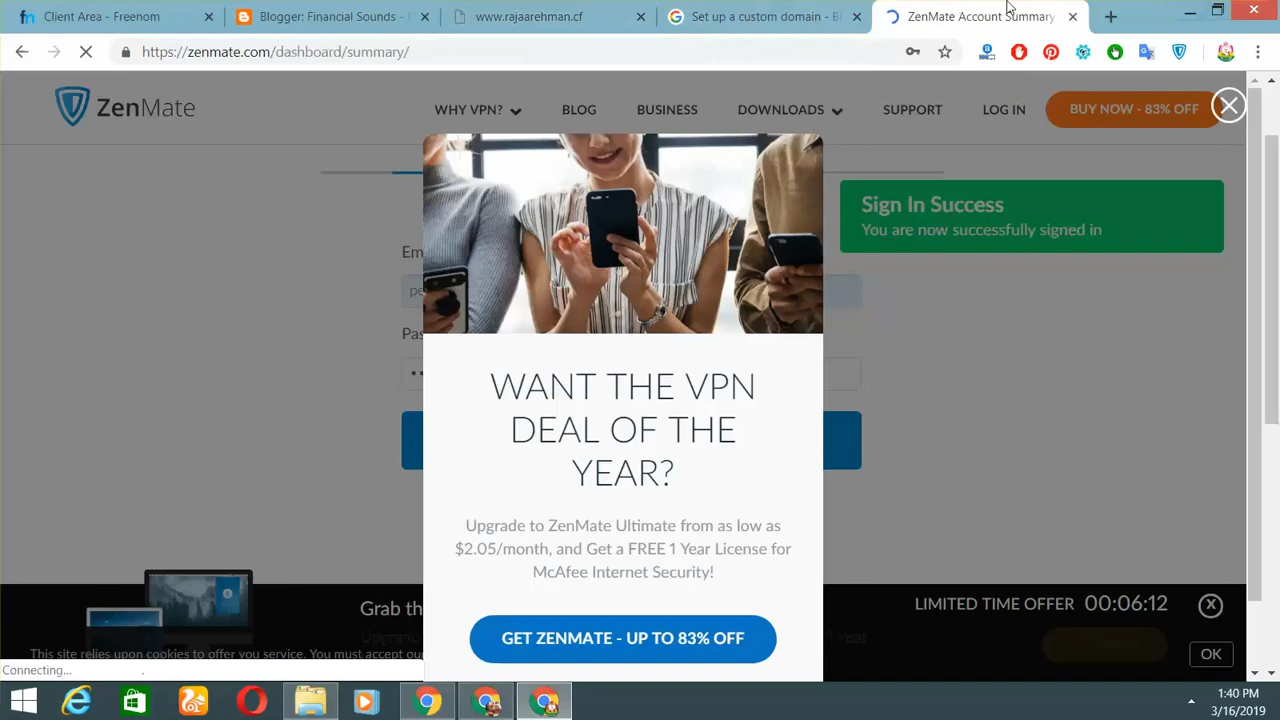 Client Area - Freenom
Blogger: Financial Sounds -
www.rajaarehman.cf
Set up a custom domain - Bl
ZenMate Account Summary
https://zenmate.com/dashboard/summary/
ZenMate
WHY VPN?
BLOG
BUSINESS
DOWNLOADS
SUPPORT
LOG IN
BUY NOW - 83% OFF
Sign In Success
You are now successfully signed in
Em
pe
Pas
WANT THE VPN
DEAL OF THE
YEAR?
Upgrade to ZenMate Ultimate from as low as
$2.05/month, and Get a FREE 1 Year License for
McAfee Internet Security!
GET ZENMATE - UP TO 83% OFF
Grab th
LIMITED TIME OFFER 00:06:12
This site relies upon cookies to offer you service. You must accept our
OK
Connecting...
1:40 PM
3/16/2019